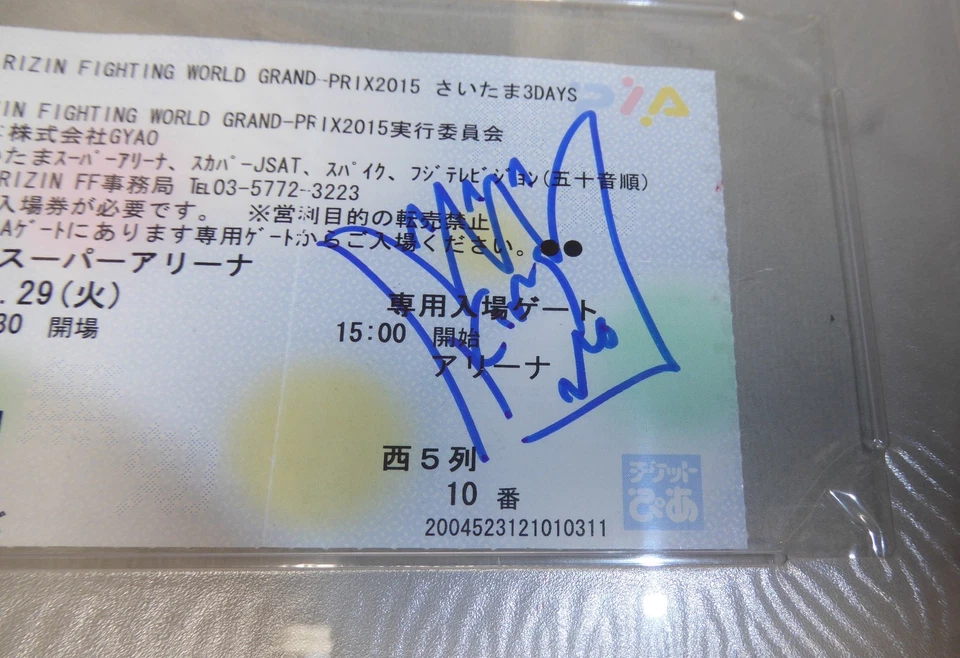 RIZIN FIGHTING WORLD GRAND-PRIX2015 さいたま3DAYS
PIA
IN FIGHTING WORLD GRAND-PRIX2015実行委員会
株式会社GYAO
たまスーパーアリーナ、スカパーJSAT、スパイク、フジテレビジョン(五十音順)
RIZIN FF事務局 ℡03-5772-3223
入場券が必要です。 ※営利目的の転売禁止
Aゲートにあります専用ゲートからご入場ください。●●
スーパーアリーナ
.29(火)
専用入場ゲート
30 開場 15:00 開始
アリーナ
西5列
10 番
チケットぴあ
2004523121010311